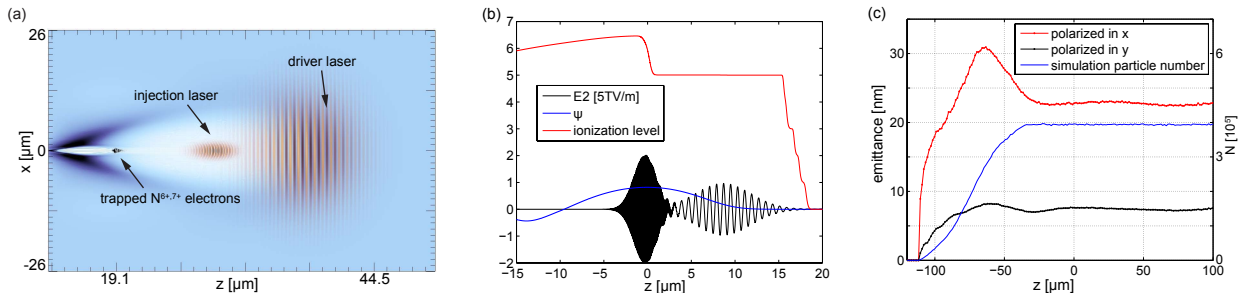 (a)
26
0
-26
x [µm]
injection laser
driver laser
trapped N6+,7+ electrons
19.1
44.5
z [µm]
(b)
7
6
5
4
3
2
1
0
−1
−2
E2 [5TV/m]
ψ
ionization level
−15
−10
−5
0
5
10
15
20
z [µm]
(c)
30
20
10
0
emittance [nm]
polarized in x
polarized in y
simulation particle number
6
3
0
N [10⁵]
−100
−50
0
50
100
z [µm]